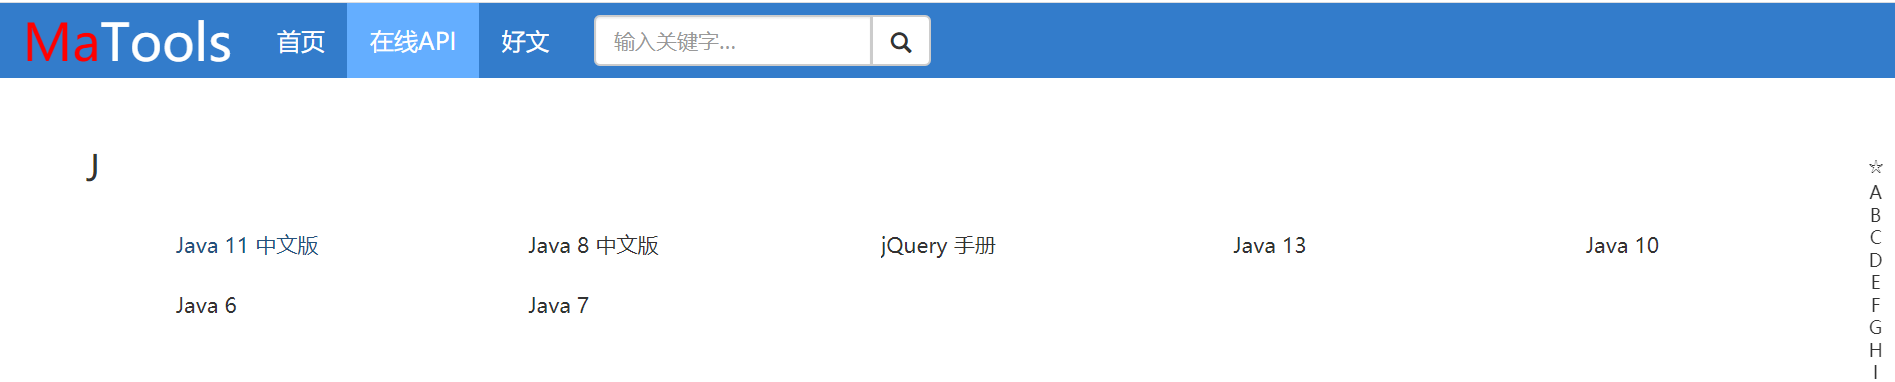 MaTools 首页 在线API 好文 输入关键字...
J
Java 11 中文版 Java 8 中文版 jQuery 手册 Java 13 Java 10
Java 6 Java 7
☆
A
B
C
D
E
F
G
H
I